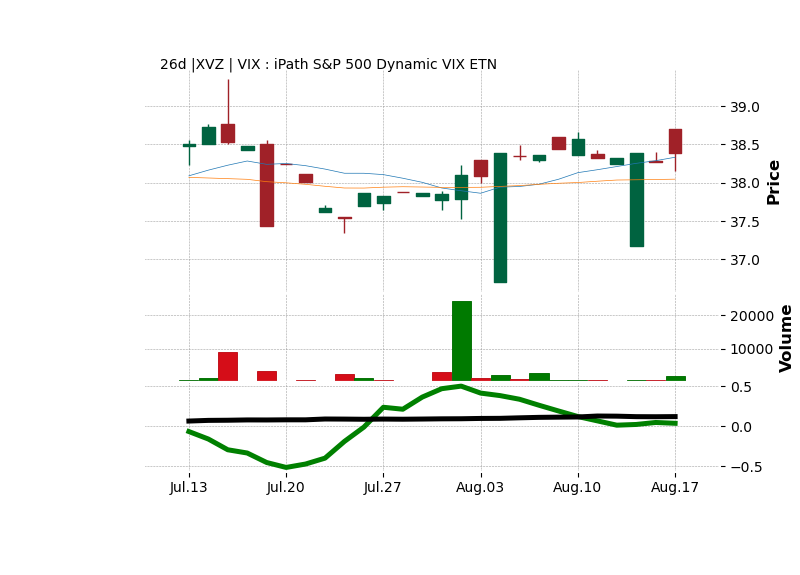 26d |XVZ | VIX : iPath S&P 500 Dynamic VIX ETN
39.0
38.5
38.0
37.5
37.0
Price
20000
10000
Volume
0.5
0.0
−0.5
Jul.13 Jul.20 Jul.27 Aug.03 Aug.10 Aug.17